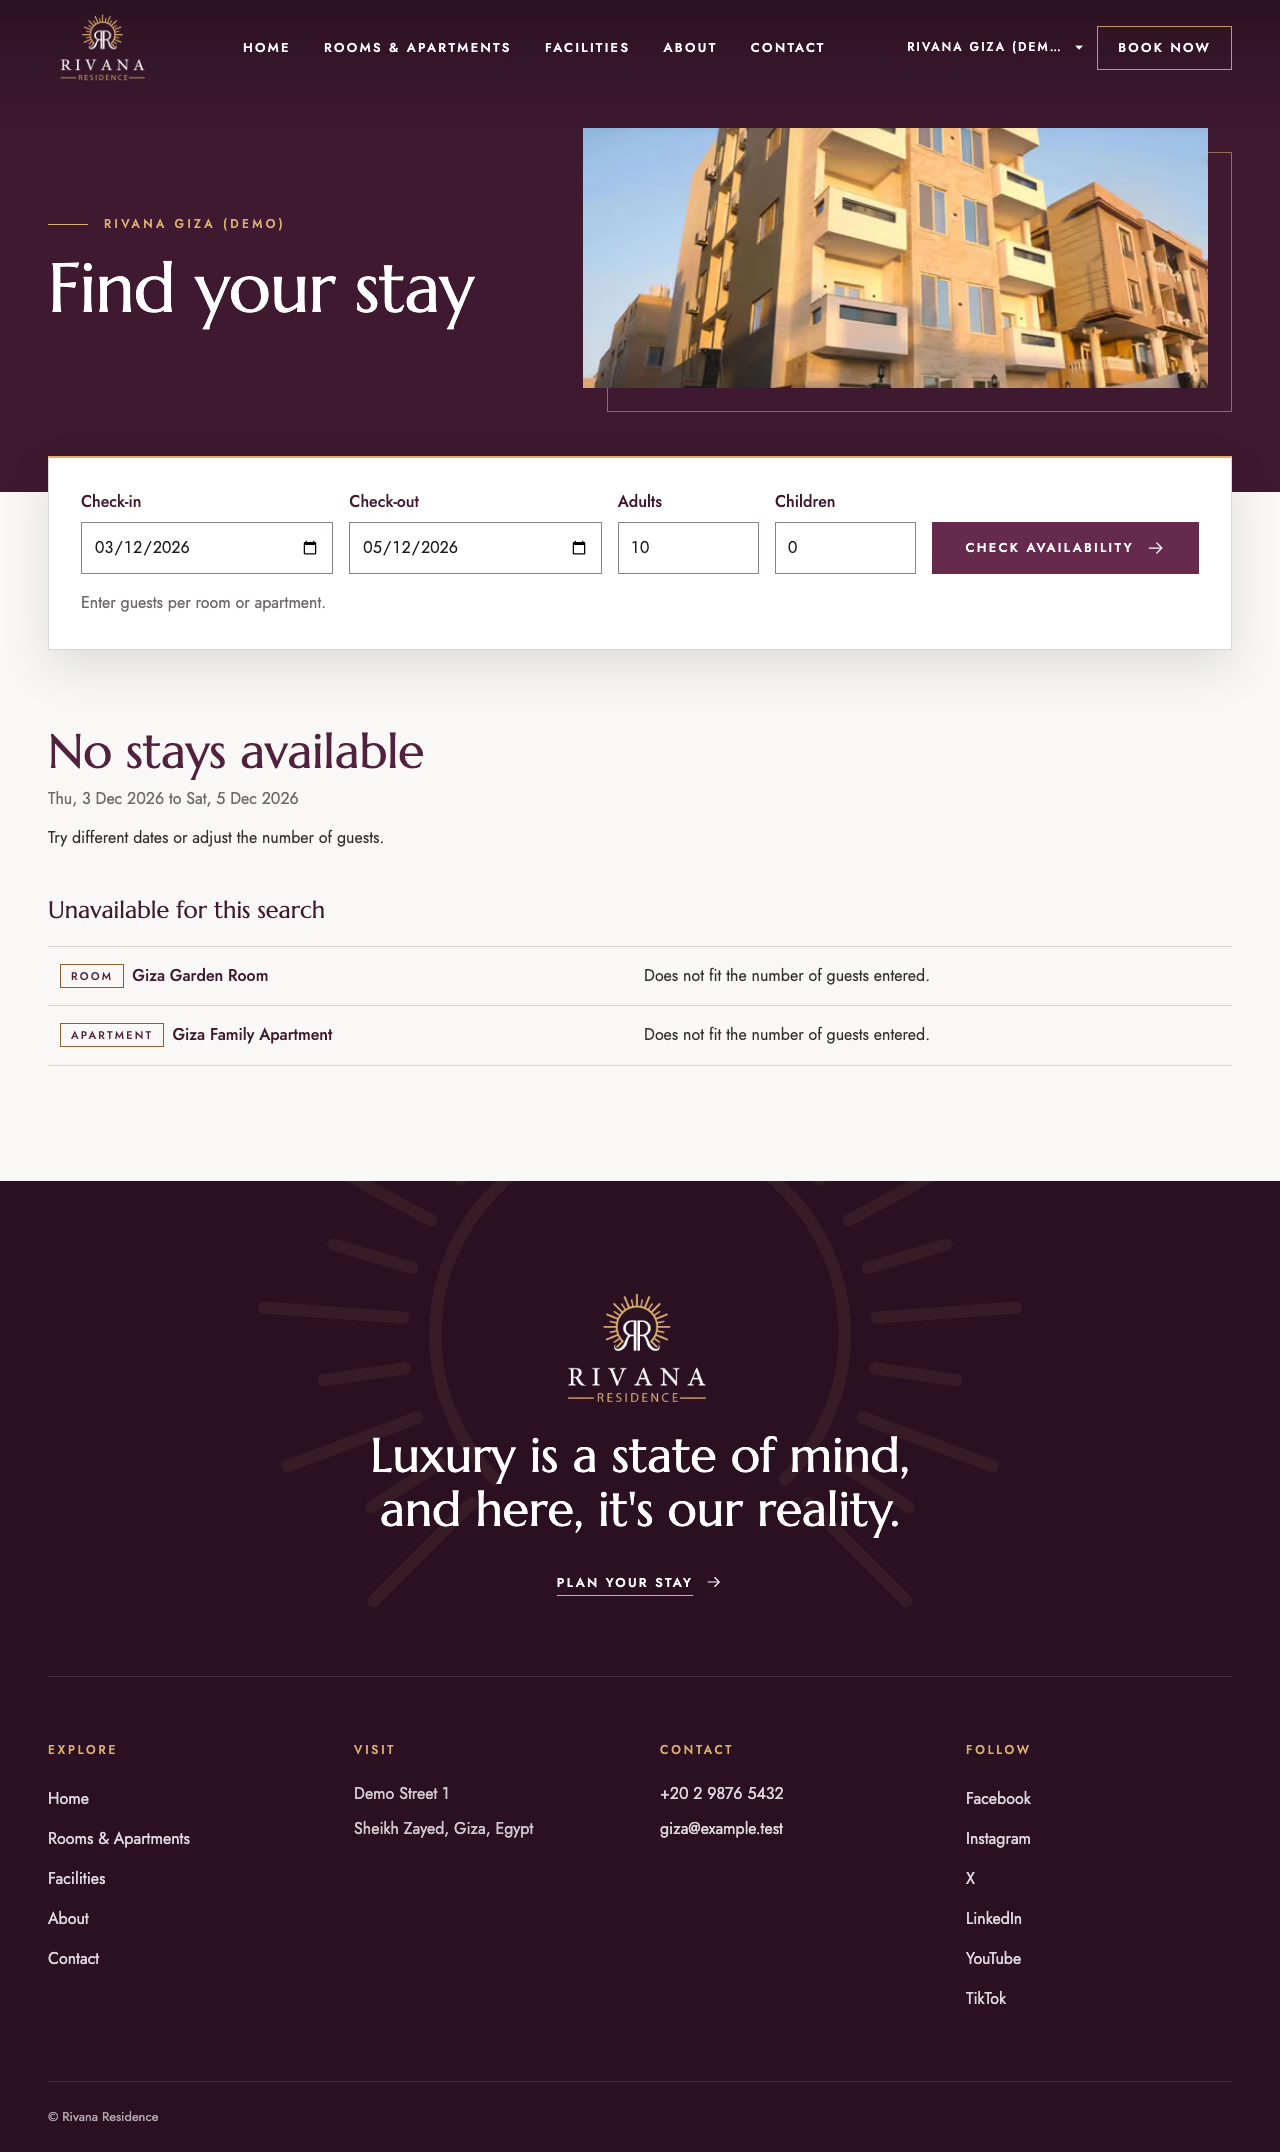 RIVANA
RESIDENCE
HOME
ROOMS & APARTMENTS
FACILITIES
ABOUT
CONTACT
RIVANA GIZA (DEM...
BOOK NOW
RIVANA GIZA (DEMO)
Find your stay
Check-in
Check-out
Adults
Children
03/12/2026
05/12/2026
10
0
CHECK AVAILABILITY
Enter guests per room or apartment.
No stays available
Thu, 3 Dec 2026 to Sat, 5 Dec 2026
Try different dates or adjust the number of guests.
Unavailable for this search
ROOM Giza Garden Room
Does not fit the number of guests entered.
APARTMENT Giza Family Apartment
Does not fit the number of guests entered.
RIVANA
RESIDENCE
Luxury is a state of mind,
and here, it's our reality.
PLAN YOUR STAY
EXPLORE
Home
Rooms & Apartments
Facilities
About
Contact
VISIT
Demo Street 1
Sheikh Zayed, Giza, Egypt
CONTACT
+20 2 9876 5432
giza@example.test
FOLLOW
Facebook
Instagram
X
LinkedIn
YouTube
TikTok
© Rivana Residence